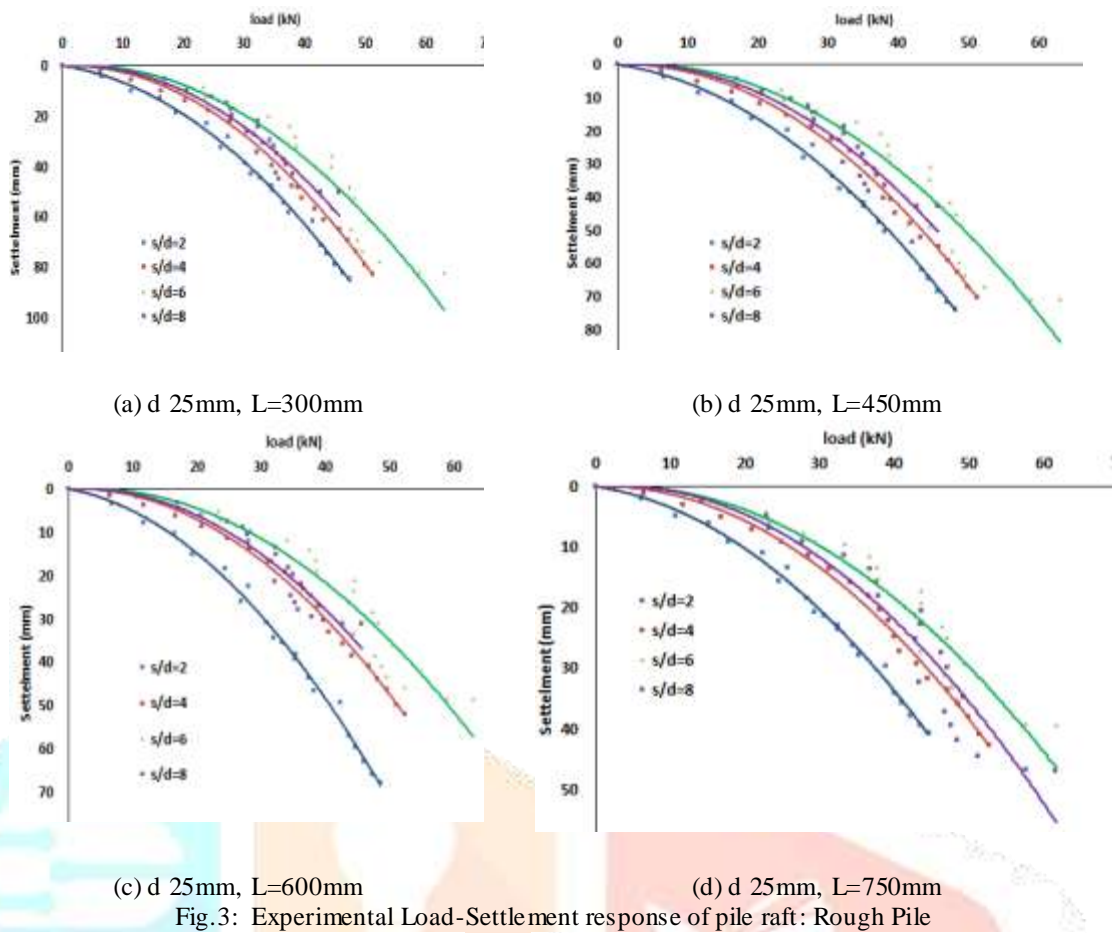 load (kN)
0 10 20 30 40 50 60 7
0
20
40
60
80
100
Settelment (mm)
s/d=2
s/d=4
s/d=6
s/d=8
(a) d 25mm, L=300mm
load (kN)
0 10 20 30 40 50 60
0
10
20
30
40
50
60
70
80
Settelment (mm)
s/d=2
s/d=4
s/d=6
s/d=8
(b) d 25mm, L=450mm
load (kN)
0 10 20 30 40 50 60
0
10
20
30
40
50
60
70
Settelment (mm)
s/d=2
s/d=4
s/d=6
s/d=8
(c) d 25mm, L=600mm
load (kN)
0 10 20 30 40 50 60
0
10
20
30
40
50
Settelment (mm)
s/d=2
s/d=4
s/d=6
s/d=8
(d) d 25mm, L=750mm
Fig.3: Experimental Load-Settlement response of pile raft: Rough Pile